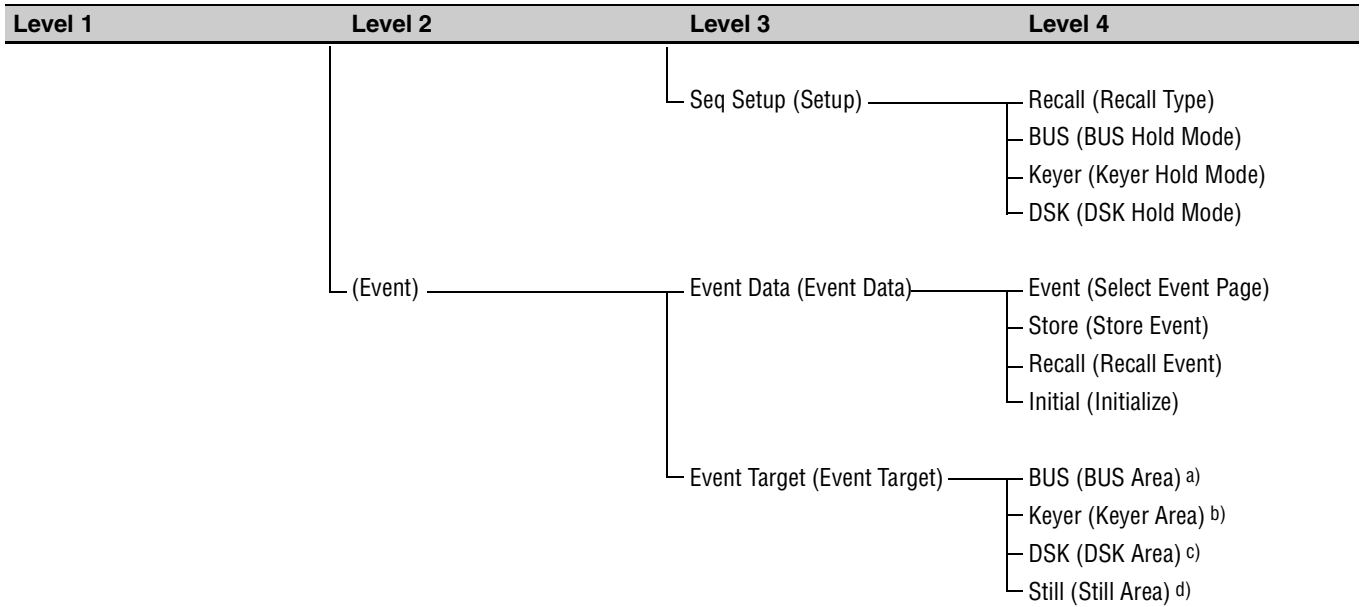 Level 1 Level 2 Level 3 Level 4
Seq Setup (Setup) Recall (Recall Type)
BUS (BUS Hold Mode)
Keyer (Keyer Hold Mode)
DSK (DSK Hold Mode)
(Event) Event Data (Event Data) Event (Select Event Page)
Store (Store Event)
Recall (Recall Event)
Initial (Initialize)
Event Target (Event Target) BUS (BUS Area) a)
Keyer (Keyer Area) b)
DSK (DSK Area) c)
Still (Still Area) d)